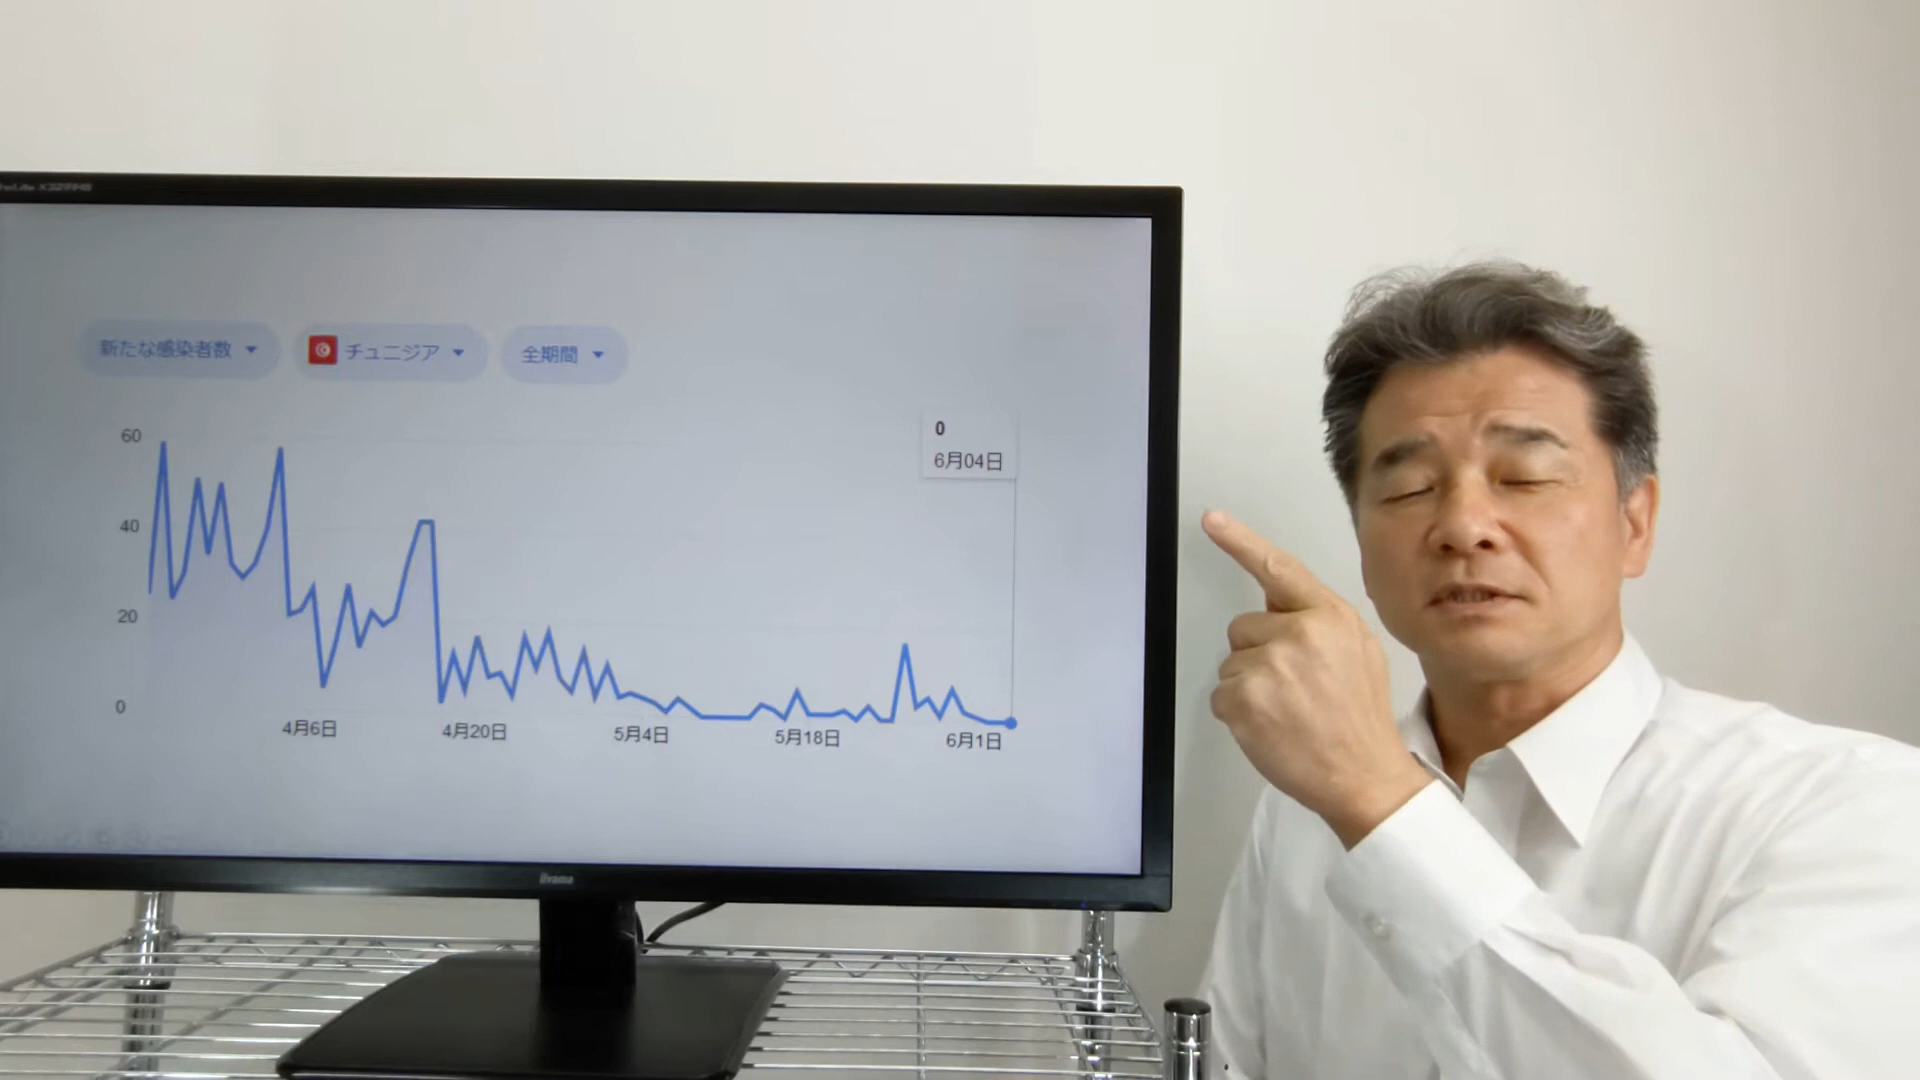 新たな感染者数
チュニジア
全期間
60
40
20
0
0
6月04日
4月6日
4月20日
5月4日
5月18日
6月1日
iiyama